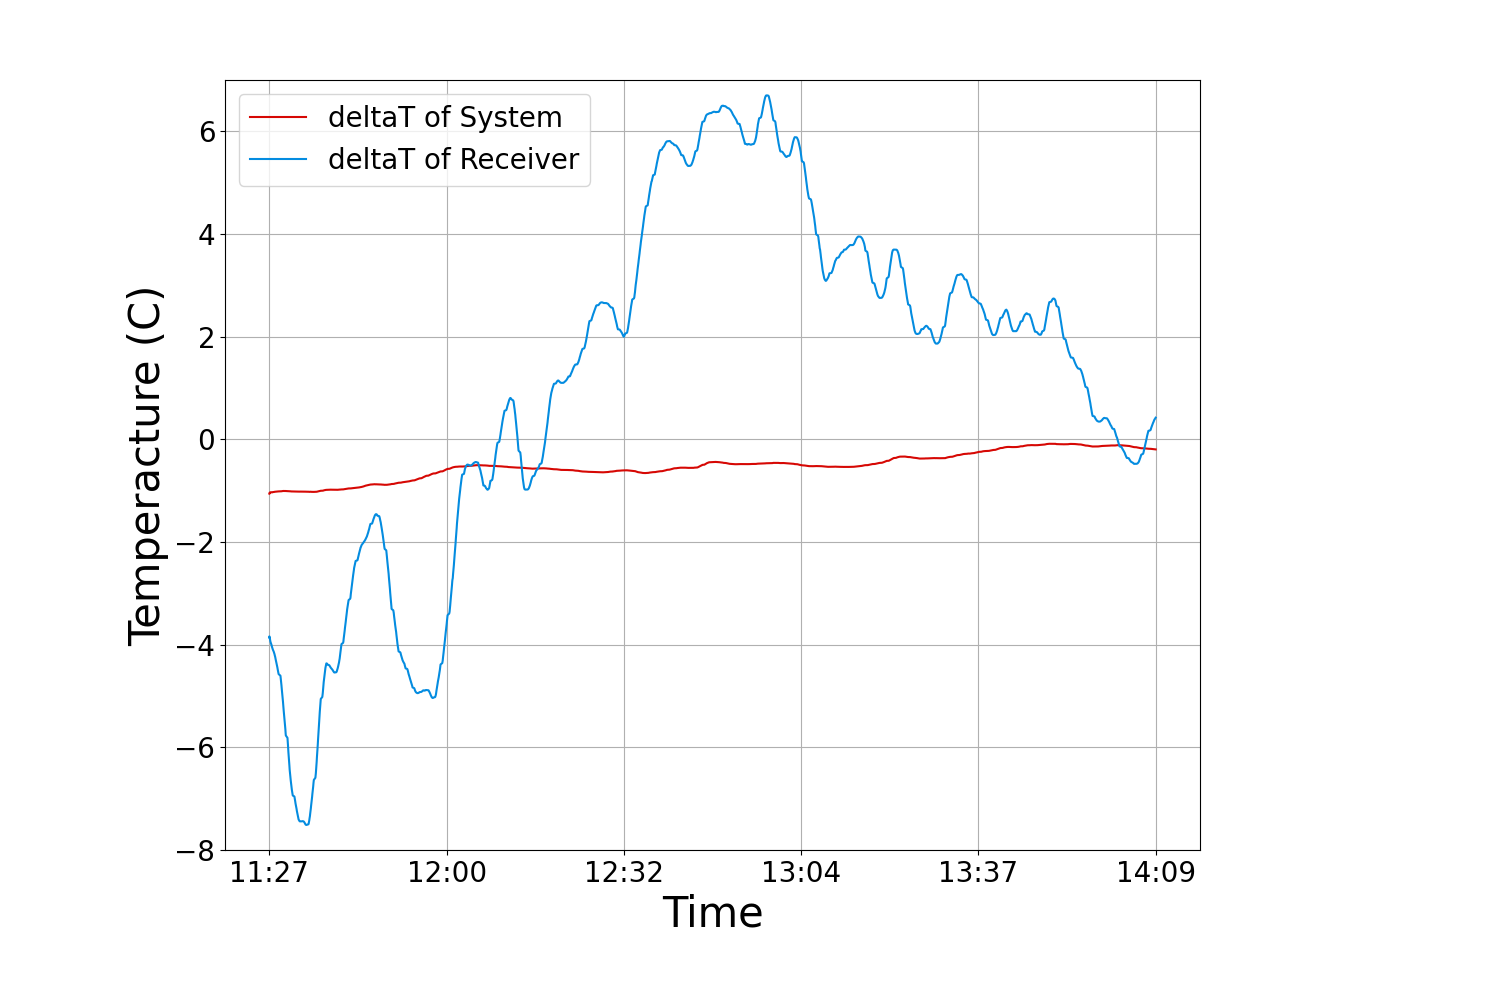 deltaT of System
deltaT of Receiver
Temperacture (C)
6
4
2
0
−2
−4
−6
−8
11:27 12:00 12:32 13:04 13:37 14:09
Time